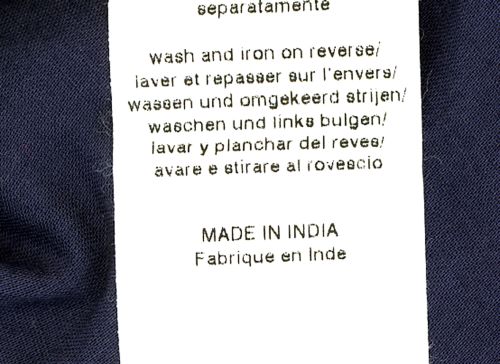 separatamente
wash and iron on reverse/
laver et repasser sur l'envers/
wassen und omgekeerd strijen/
waschen und links bulgen/
lavar y planchar del reves/
avare e stirare al rovescio
MADE IN INDIA
Fabrique en Inde